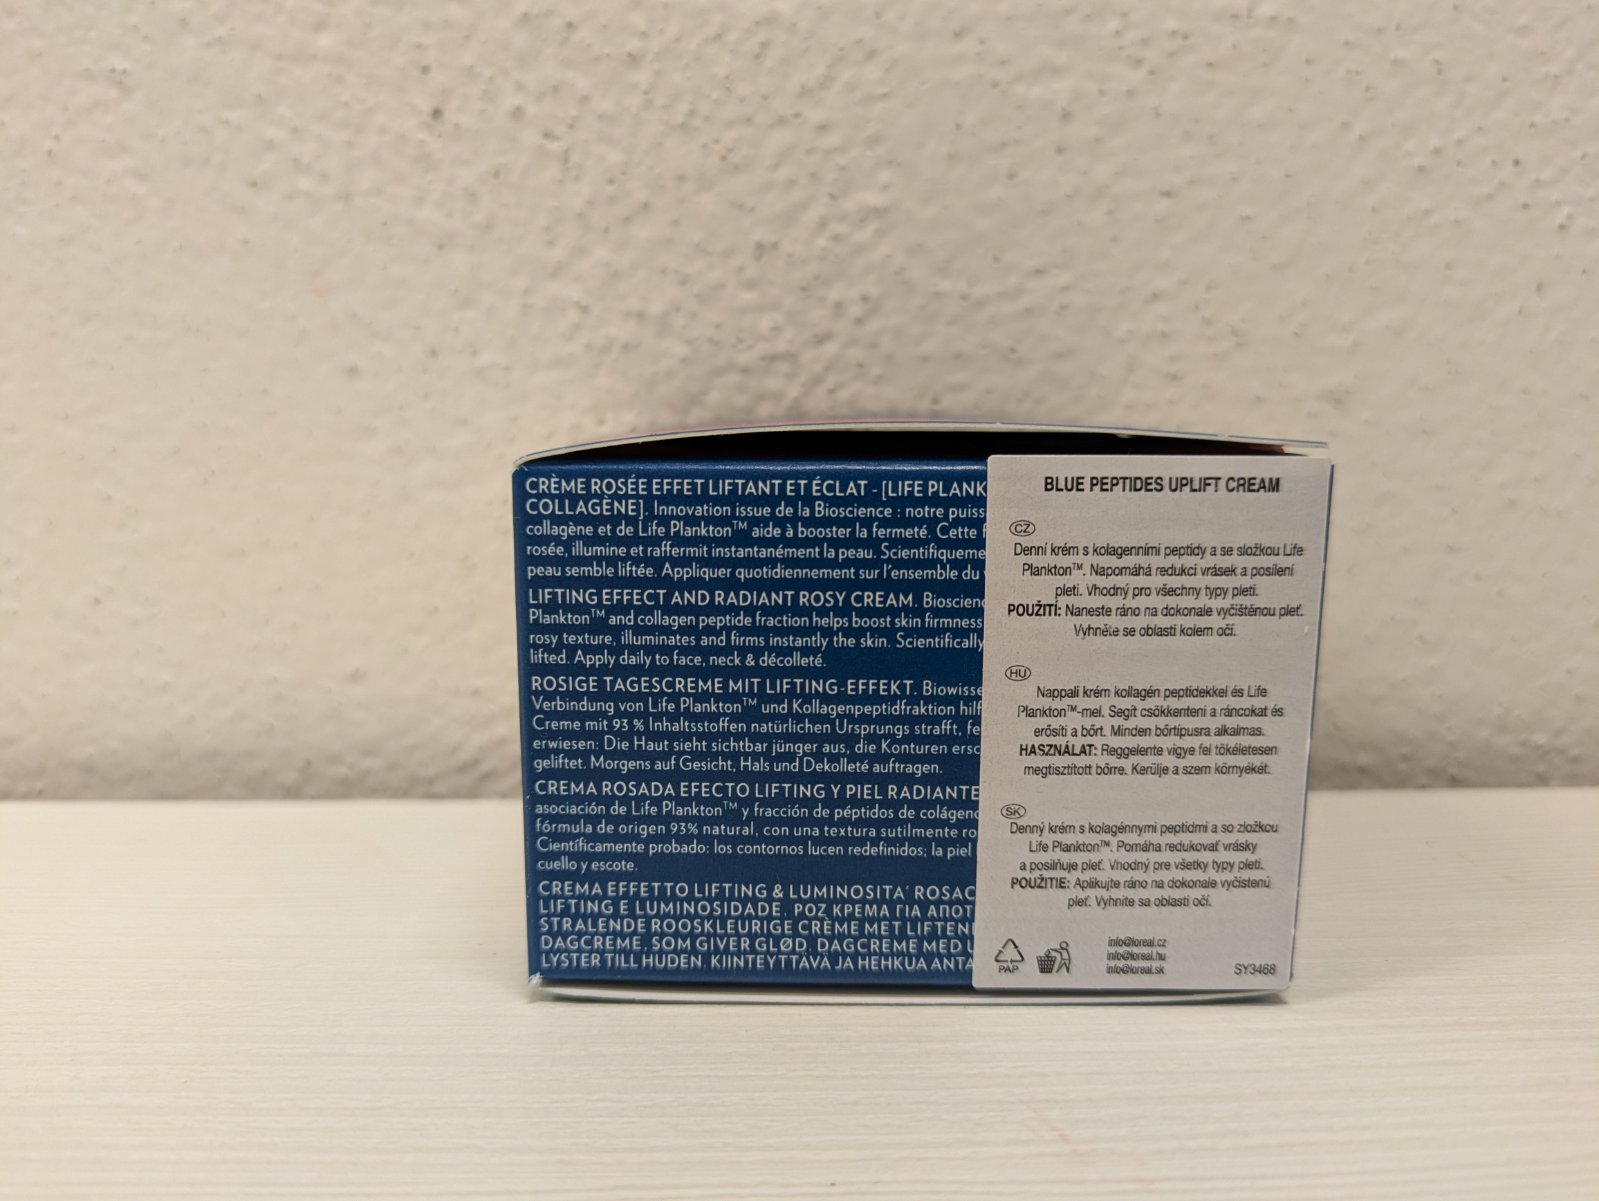 CRÈME ROSÉE EFFET LIFTANT ET ÉCLAT - [LIFE PLANK
COLLAGÈNE]. Innovation issue de la Bioscience : notre puiss
collagène et de Life Plankton™ aide à booster la fermeté. Cette f
rosée, illumine et raffermit instantanément la peau. Scientifiqueme
peau semble liftée. Appliquer quotidiennement sur l'ensemble du
LIFTING EFFECT AND RADIANT ROSY CREAM. Bioscien
Plankton™ and collagen peptide fraction helps boost skin firmness
rosy texture, illuminates and firms instantly the skin. Scientifically
lifted. Apply daily to face, neck & décolleté.
ROSIGE TAGESCREME MIT LIFTING-EFFEKT. Biowisse
Verbindung von Life Plankton™ und Kollagenpeptidfraktion hilf
Creme mit 93 % Inhaltsstoffen natürlichen Ursprungs strafft, fe
erwiesen: Die Haut sieht sichtbar jünger aus, die Konturen ersc
geliftet. Morgens auf Gesicht, Hals und Dekolleté auftragen.
CREMA ROSADA EFECTO LIFTING Y PIEL RADIANTE
asociación de Life Plankton™ y fracción de péptidos de colágeno
fórmula de origen 93% natural, con una textura sutilmente ro
Científicamente probado: los contornos lucen redefinidos; la piel
cuello y escote.
CREMA EFFETTO LIFTING & LUMINOSITA' ROSAC
LIFTING E LUMINOSIDADE. ΡΟΖ ΚΡΕΜΑ ΓΙΑ ΑΠΟΤ
STRALENDE ROOSKLEURIGE CRÈME MET LIFTEN
DAGCREME, SOM GIVER GLØD. DAGCREME MED U
LYSTER TILL HUDEN. KIINTEYTTÄVÄ JA HEHKUA ANTA
BLUE PEPTIDES UPLIFT CREAM
CZ
Denní krém s kolagenními peptidy a se složkou Life
Plankton™. Napomáhá redukci vrásek a posílení
pleti. Vhodný pro všechny typy pleti.
POUŽITÍ: Naneste ráno na dokonale vyčištěnou pleť.
Vyhněte se oblasti kolem očí.
HU
Nappali krém kollagén peptidekkel és Life
Plankton™-mel. Segít csökkenteni a ráncokat és
erősíti a bőrt. Minden bőrtípusra alkalmas.
HASZNÁLAT: Reggelente vigye fel tökéletesen
megtisztított bőrre. Kerülje a szem környékét.
SK
Denný krém s kolagénnymi peptidmi a so zložkou
Life Plankton™. Pomáha redukovať vrásky
a posilňuje pleť. Vhodný pre všetky typy pleti.
POUŽITIE: Aplikujte ráno na dokonale vyčistenú
pleť. Vyhnite sa oblasti očí.
PAP
info@loreal.cz
info@loreal.hu
info@loreal.sk
SY3468